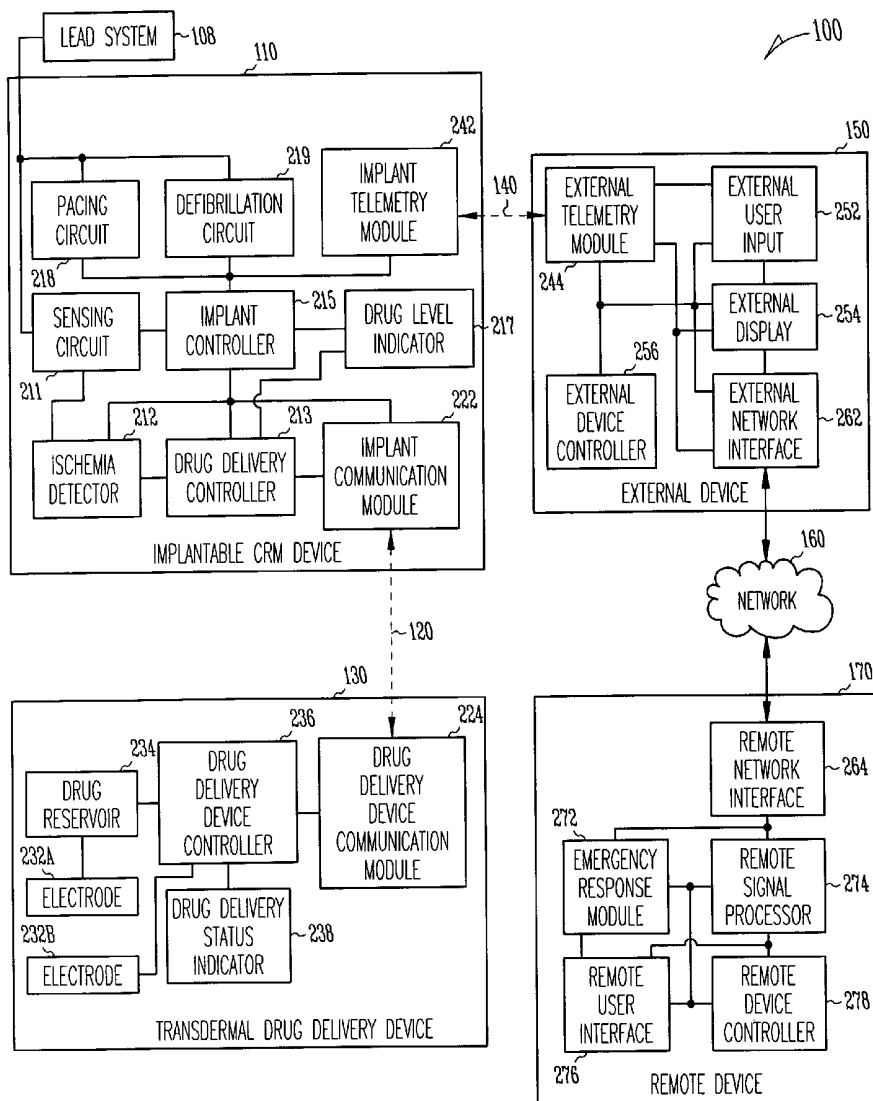 100
LEAD SYSTEM
108
110
242
219
PACING
CIRCUIT
218
DEFIBRILLATION
CIRCUIT
IMPLANT
TELEMETRY
MODULE
140
215
SENSING
CIRCUIT
211
IMPLANT
CONTROLLER
DRUG LEVEL
INDICATOR
217
212
213
222
ISCHEMIA
DETECTOR
DRUG DELIVERY
CONTROLLER
IMPLANT
COMMUNICATION
MODULE
IMPLANTABLE CRM DEVICE
150
EXTERNAL
TELEMETRY
MODULE
244
EXTERNAL
USER
INPUT
252
EXTERNAL
DISPLAY
254
256
EXTERNAL
DEVICE
CONTROLLER
EXTERNAL
NETWORK
INTERFACE
262
EXTERNAL DEVICE
160
NETWORK
120
130
236
224
234
DRUG
RESERVOIR
DRUG
DELIVERY
DEVICE
CONTROLLER
DRUG
DELIVERY
DEVICE
COMMUNICATION
MODULE
232A
ELECTRODE
232B
ELECTRODE
DRUG DELIVERY
STATUS
INDICATOR
238
TRANSDERMAL DRUG DELIVERY DEVICE
170
REMOTE
NETWORK
INTERFACE
264
272
EMERGENCY
RESPONSE
MODULE
REMOTE
SIGNAL
PROCESSOR
274
REMOTE
USER
INTERFACE
276
REMOTE
DEVICE
CONTROLLER
278
REMOTE DEVICE